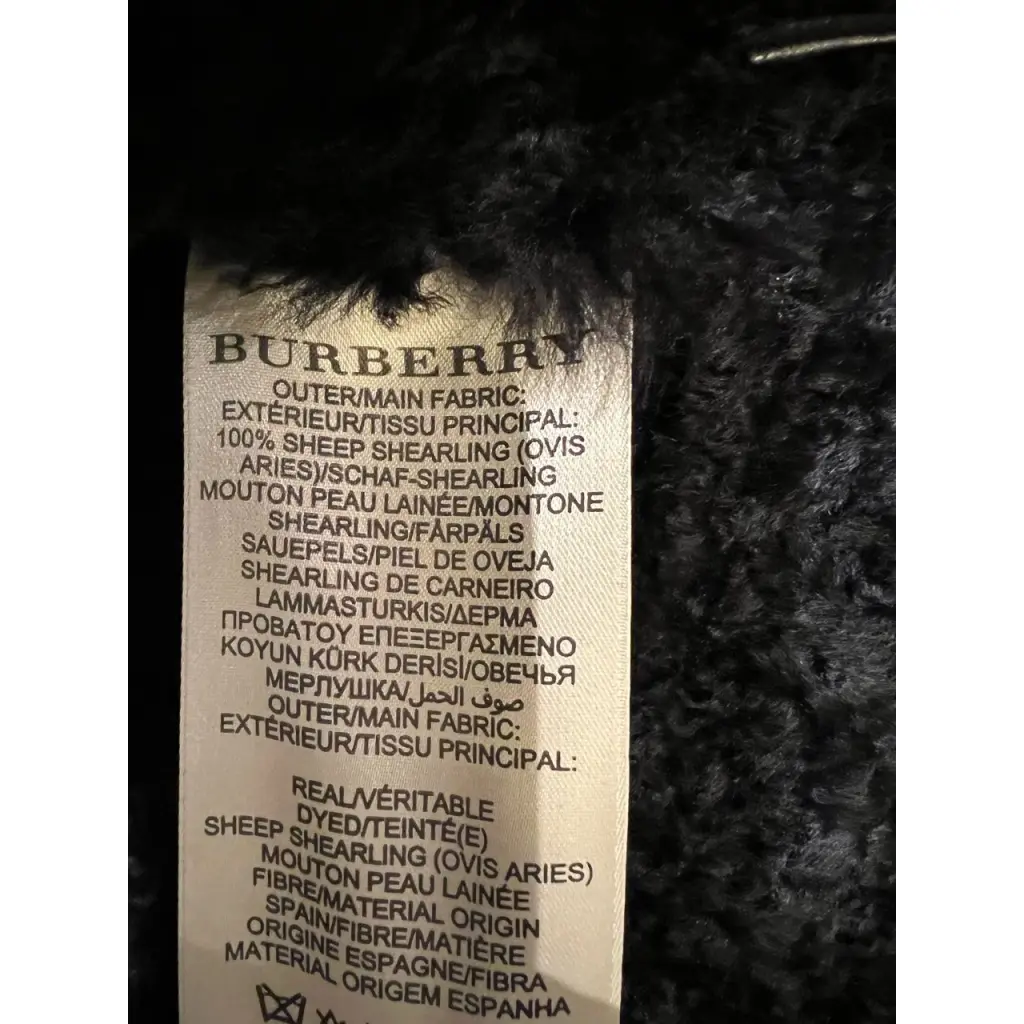 BURBERRY
OUTER/MAIN FABRIC:
EXTÉRIEUR/TISSU PRINCIPAL:
100% SHEEP SHEARLING (OVIS
ARIES)/SCHAF-SHEARLING
MOUTON PEAU LAINÉE/MONTONE
SHEARLING/FÅRPÄLS
SAUEPELS/PIEL DE OVEJA
SHEARLING DE CARNEIRO
LAMMASTURKIS/ΔΕΡΜΑ
ΠΡΟΒΑΤΟΥ ΕΠΕΞΕΡΓΑΣΜΕΝΟ
KOYUN KÜRK DERİSİ/ОВЕЧЬЯ
МЕРЛУШКА/صوف الحمل
OUTER/MAIN FABRIC:
EXTÉRIEUR/TISSU PRINCIPAL:
REAL/VÉRITABLE
DYED/TEINTÉ(E)
SHEEP SHEARLING (OVIS ARIES)
MOUTON PEAU LAINÉE
FIBRE/MATERIAL ORIGIN
SPAIN/FIBRE/MATIÈRE
ORIGINE ESPAGNE/FIBRA
MATERIAL ORIGEM ESPANHA